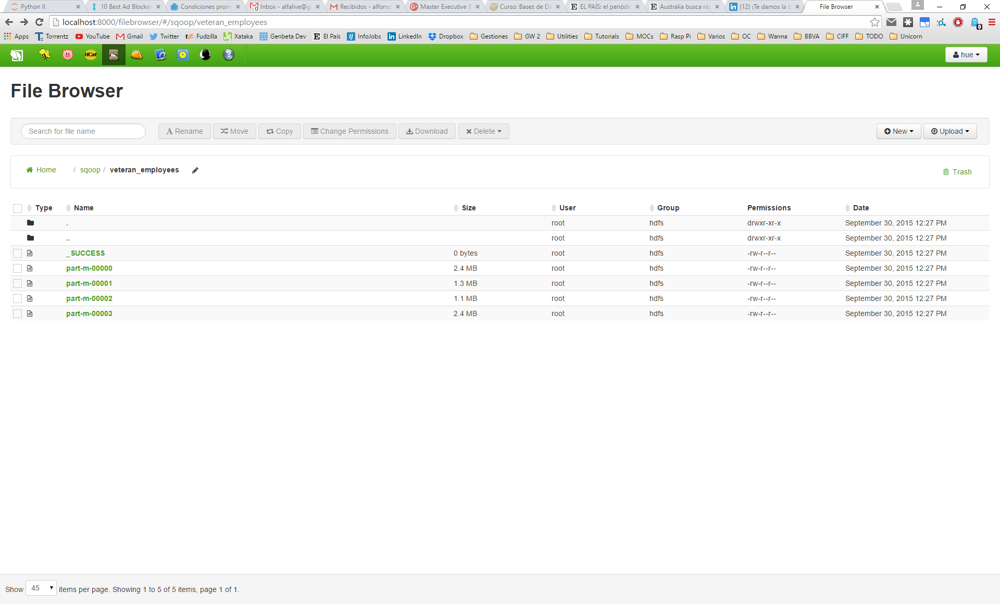 Python II
10 Best Ad Blocker
Condiciones prom
Inbox - alfalive@g
Recibidos - alfonsc
Master Executive B
Curso: Bases de Da
EL PAÍS: el periódic
Australia busca ráp
(12) ¡Te damos la b
File Browser
localhost:8000/filebrowser/#/sqoop/veteran_employees
Apps Torrentz YouTube Gmail Twitter Fudzilla Xataka Genbeta Dev El País InfoJobs LinkedIn Dropbox Gestiones GW 2 Utilities Tutorials MOCs Rasp Pi Varios OC Wanna BBVA CIFF TODO Unicorn
HCat
hue
File Browser
Search for file name Rename Move Copy Change Permissions Download Delete New Upload
Home / sqoop / veteran_employees
Trash
Type Name Size User Group Permissions Date
. root hdfs drwxr-xr-x September 30, 2015 12:27 PM
.. root hdfs drwxr-xr-x September 30, 2015 12:27 PM
_SUCCESS 0 bytes root hdfs -rw-r--r-- September 30, 2015 12:27 PM
part-m-00000 2.4 MB root hdfs -rw-r--r-- September 30, 2015 12:27 PM
part-m-00001 1.3 MB root hdfs -rw-r--r-- September 30, 2015 12:27 PM
part-m-00002 1.1 MB root hdfs -rw-r--r-- September 30, 2015 12:27 PM
part-m-00003 2.4 MB root hdfs -rw-r--r-- September 30, 2015 12:27 PM
Show 45 items per page. Showing 1 to 5 of 5 items, page 1 of 1.